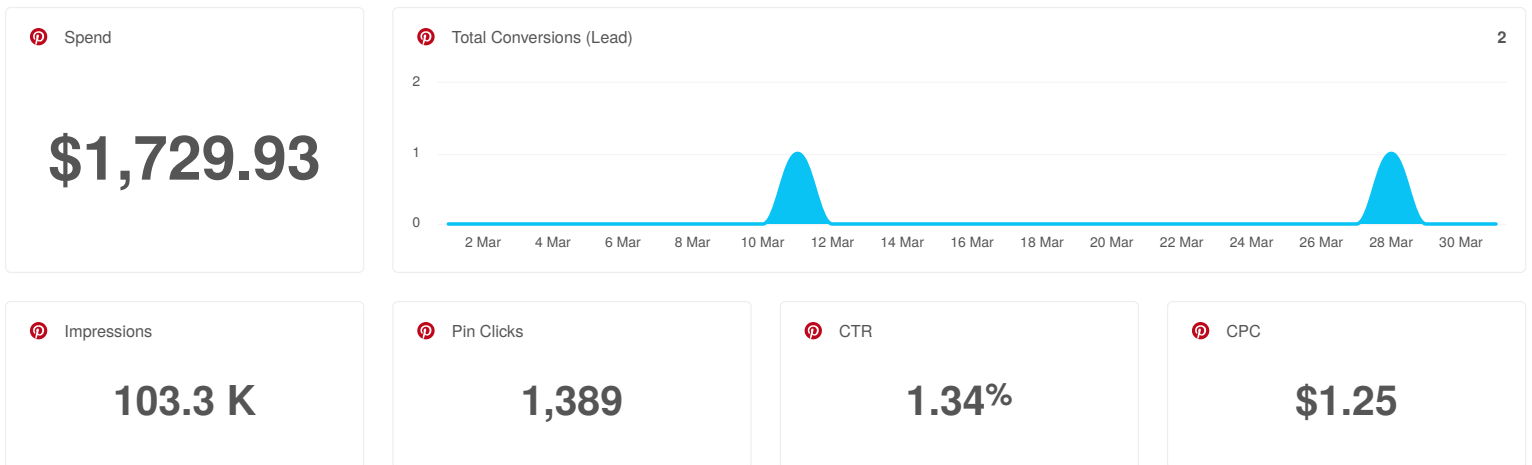 Spend
$1,729.93
Total Conversions (Lead)
2
2
1
0
2 Mar 4 Mar 6 Mar 8 Mar 10 Mar 12 Mar 14 Mar 16 Mar 18 Mar 20 Mar 22 Mar 24 Mar 26 Mar 28 Mar 30 Mar
Impressions
103.3 K
Pin Clicks
1,389
CTR
1.34%
CPC
$1.25